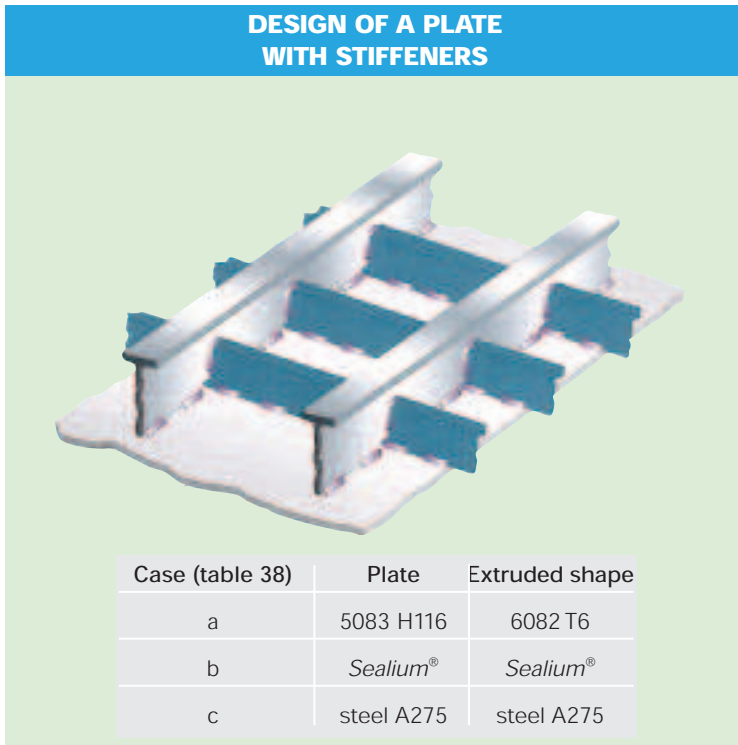 DESIGN OF A PLATE
WITH STIFFENERS
Case (table 38) Plate Extruded shape
a 5083 H116 6082 T6
b Sealium® Sealium®
c steel A275 steel A275